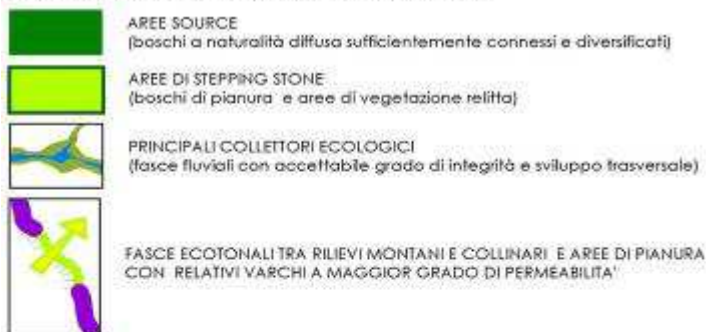 AREE SOURCE
(boschi a naturalità diffusa sufficientemente connessi e diversificati)
AREE DI STEPPING STONE
(boschi di pianura e aree di vegetazione relitta)
PRINCIPALI COLLETTORI ECOLOGICI
(fasce fluviali con accettabile grado di integrità e sviluppo trasversale)
FASCE ECOTONALI TRA RILIEVI MONTANI E COLLINARI E AREE DI PIANURA
CON RELATIVI VARCHI A MAGGIOR GRADO DI PERMEABILITA'